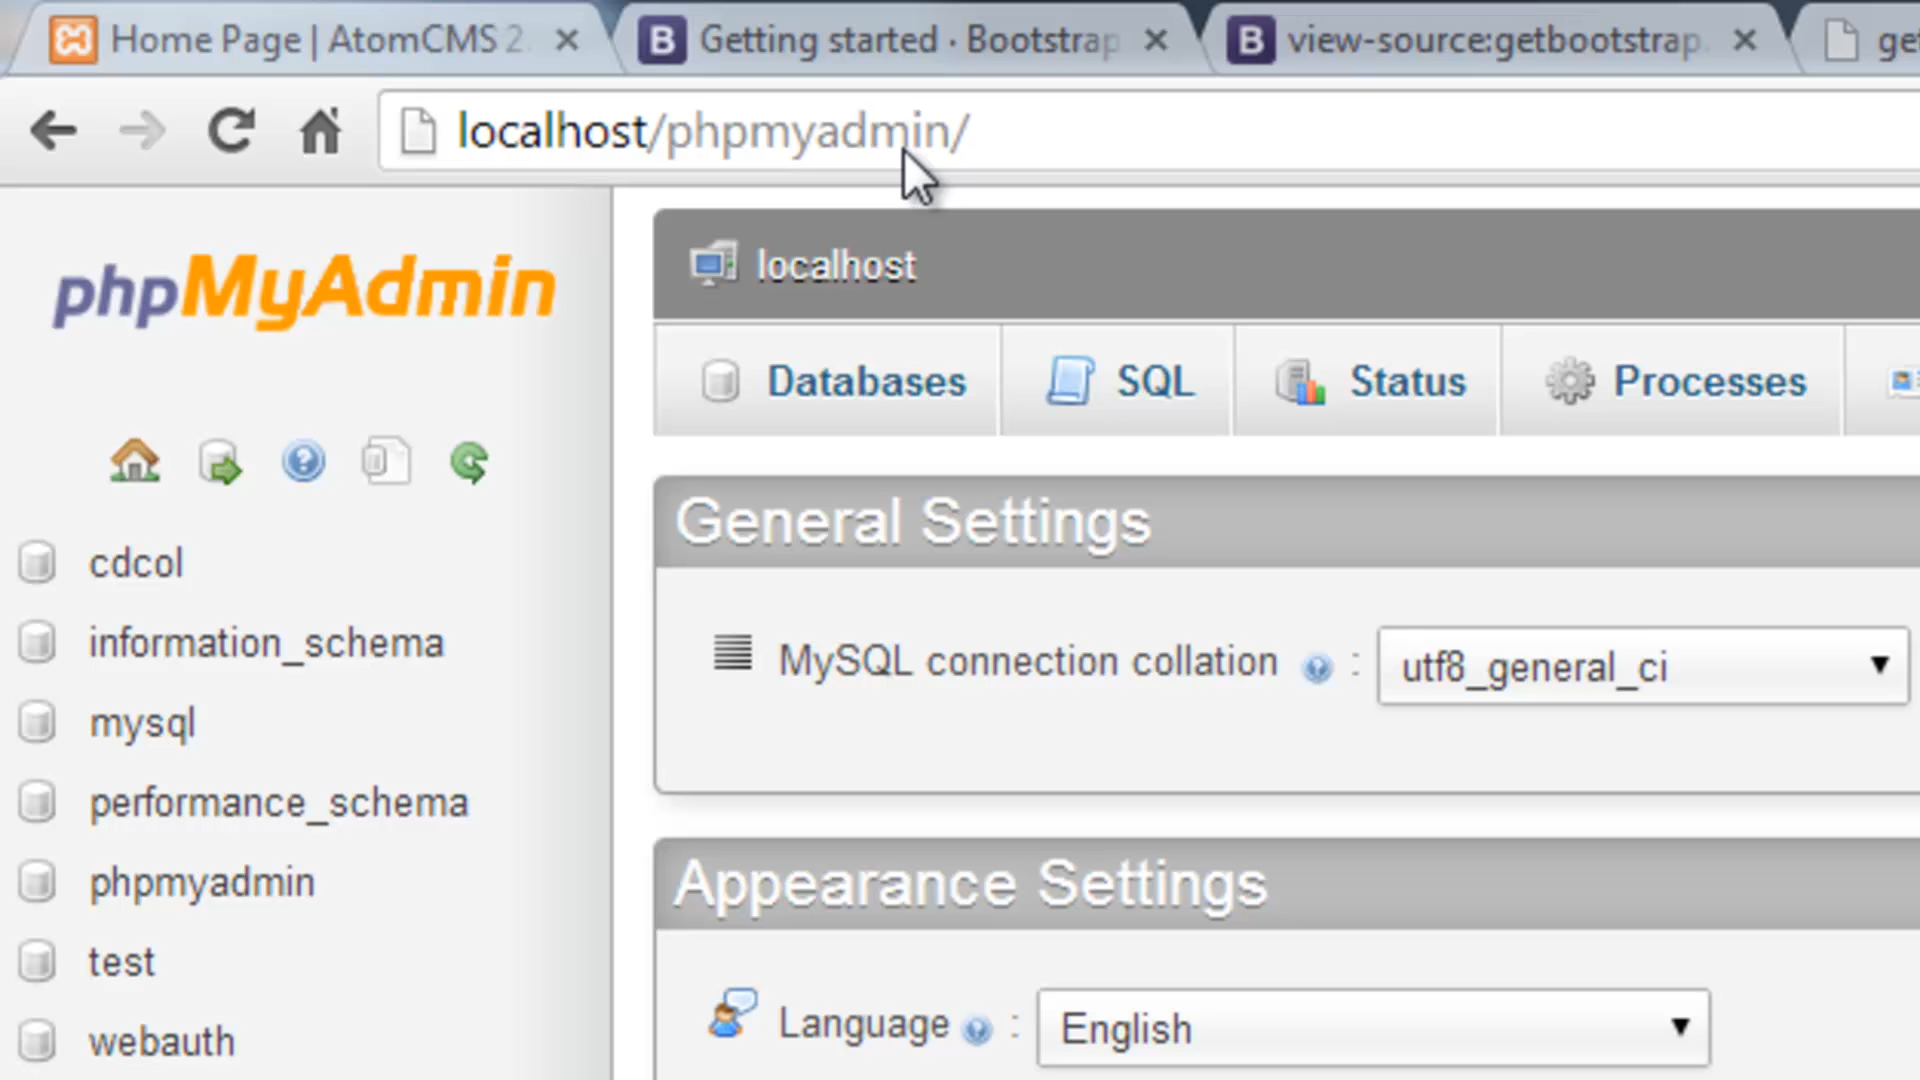 Home Page | AtomCMS 2.
Getting started · Bootstrap
view-source:getbootstrap.
get
localhost/phpmyadmin/
phpMyAdmin
localhost
Databases
SQL
Status
Processes
General Settings
MySQL connection collation :
utf8_general_ci
cdcol
information_schema
mysql
performance_schema
phpmyadmin
test
webauth
Appearance Settings
Language :
English